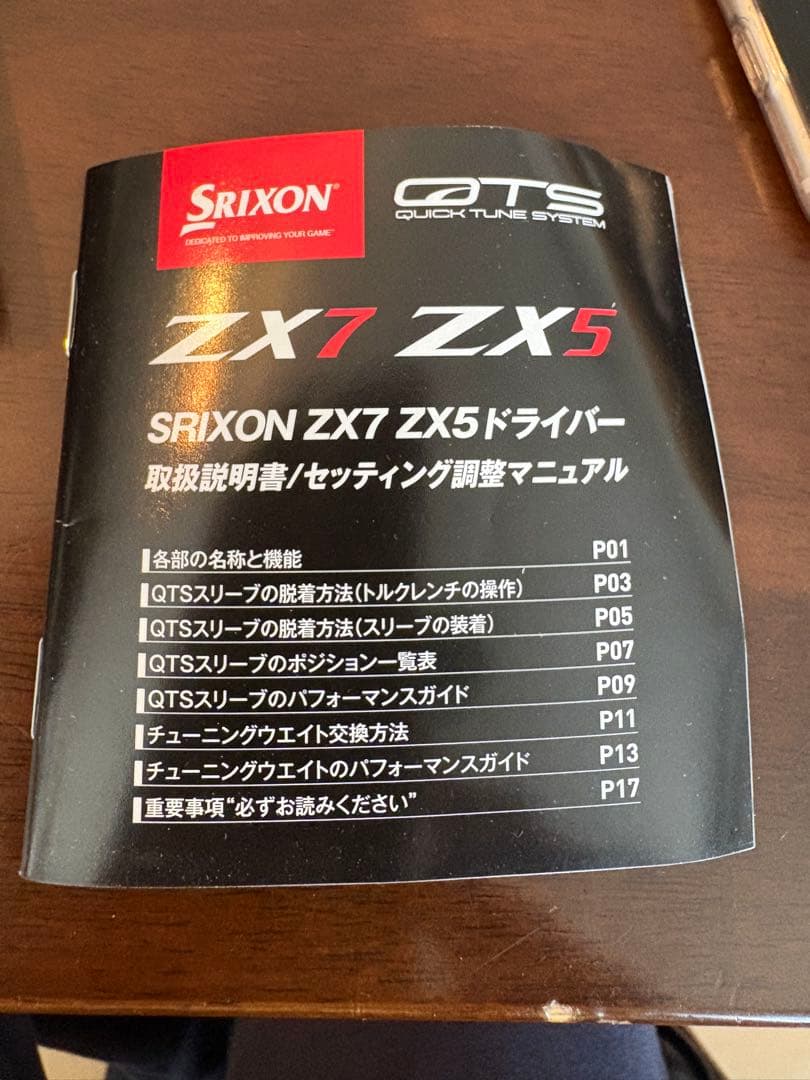 SRIXON®
DEDICATED TO IMPROVING YOUR GAME™
QTS
QUICK TUNE SYSTEM
ZX7 ZX5
SRIXON ZX7 ZX5ドライバー
取扱説明書/セッティング調整マニュアル
各部の名称と機能 P01
QTSスリーブの脱着方法(トルクレンチの操作) P03
QTSスリーブの脱着方法(スリーブの装着) P05
QTSスリーブのポジション一覧表 P07
QTSスリーブのパフォーマンスガイド P09
チューニングウエイト交換方法 P11
チューニングウエイトのパフォーマンスガイド P13
重要事項“必ずお読みください” P17